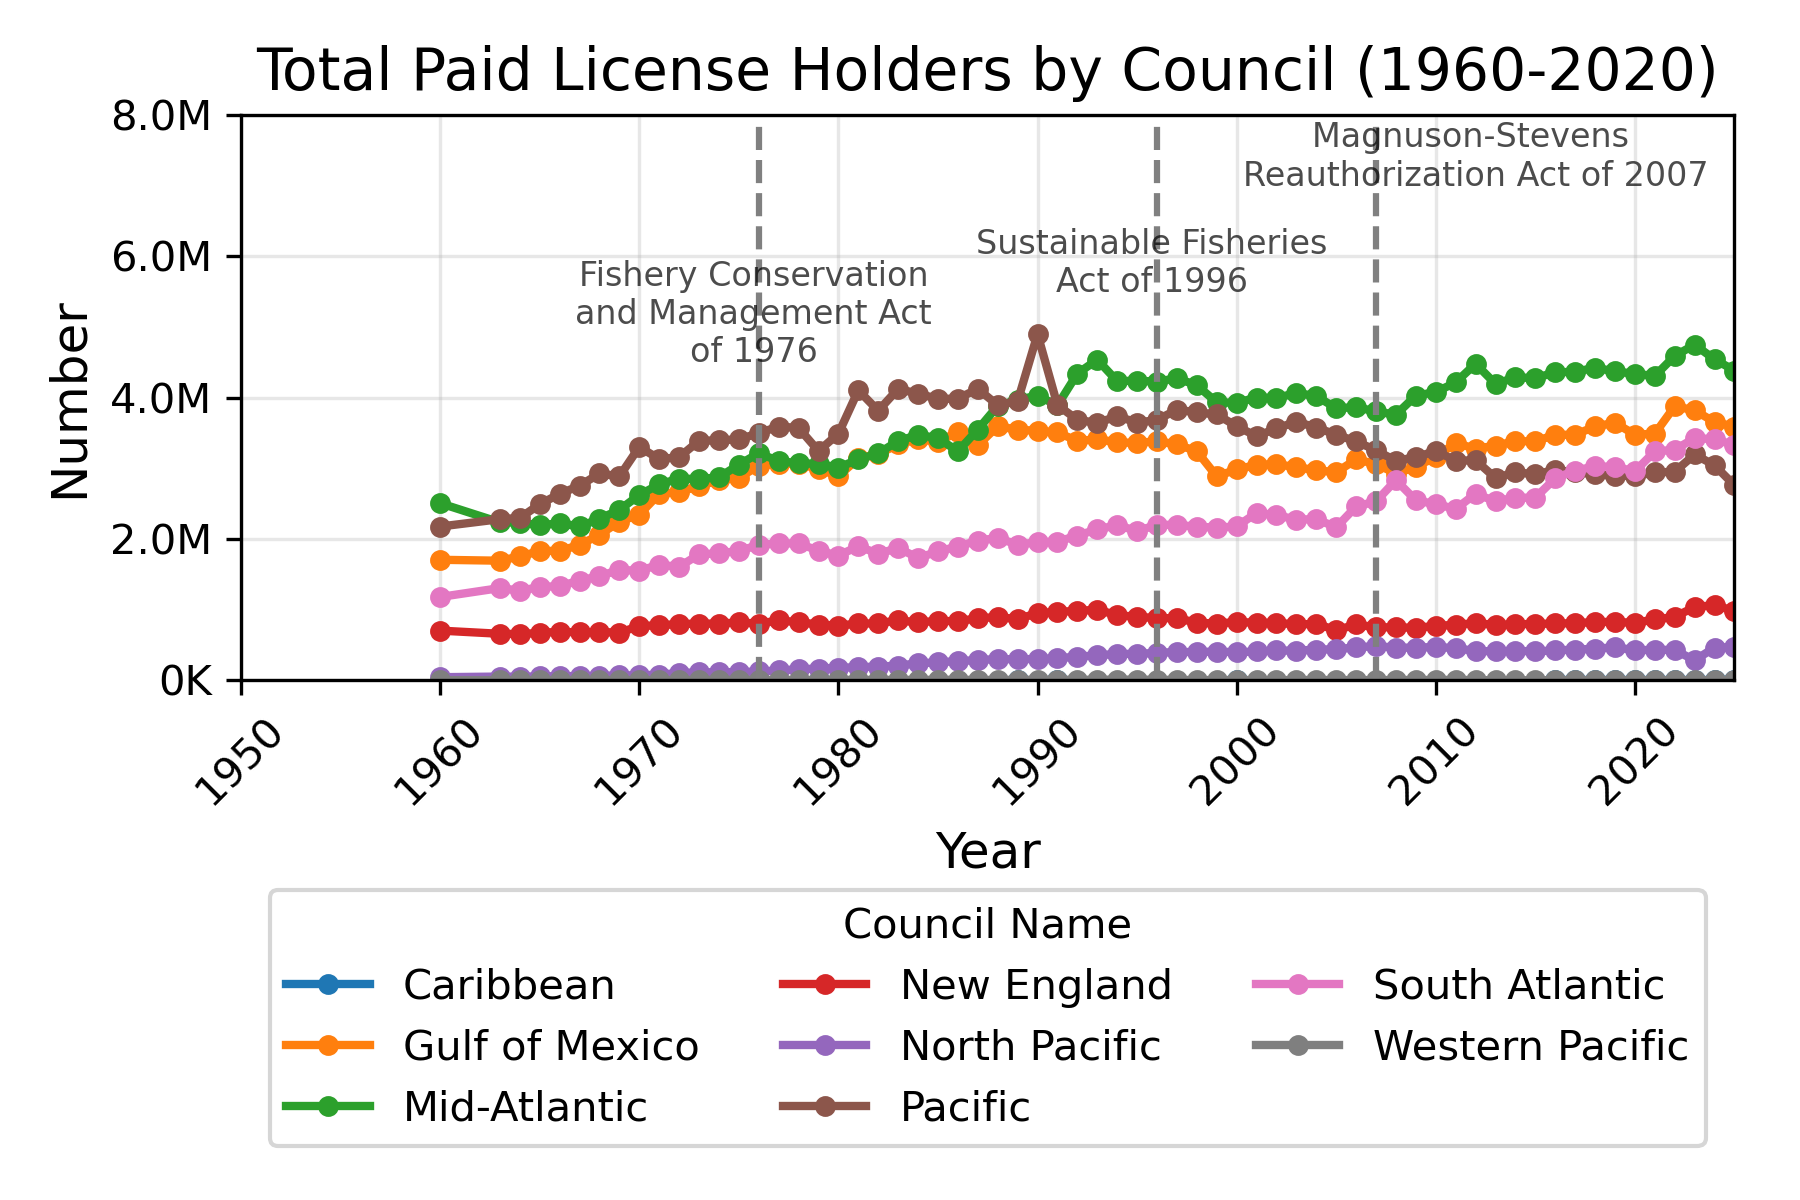 Total Paid License Holders by Council (1960-2020)
8.0M
6.0M
4.0M
2.0M
0K
Number
Magnuson-Stevens
Reauthorization Act of 2007
Sustainable Fisheries
Act of 1996
Fishery Conservation
and Management Act
of 1976
1950
1960
1970
1980
1990
2000
2010
2020
Year
Council Name
Caribbean
Gulf of Mexico
Mid-Atlantic
New England
North Pacific
Pacific
South Atlantic
Western Pacific